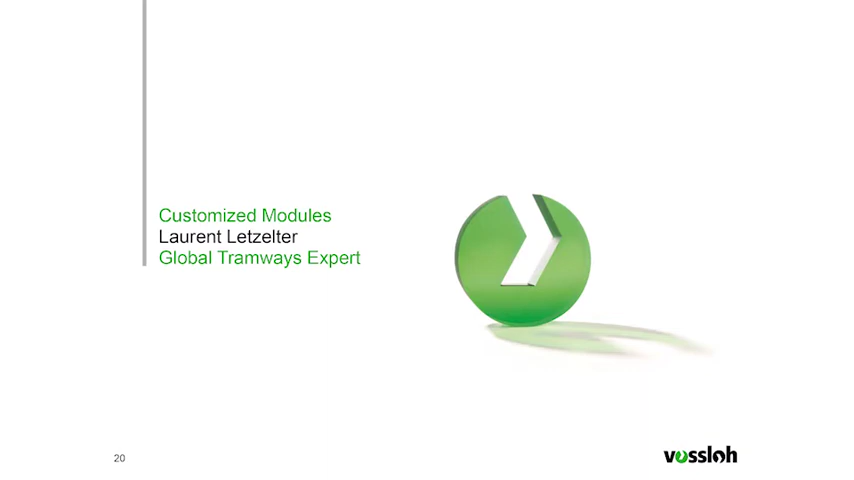 Customized Modules
Laurent Letzelter
Global Tramways Expert
20
vossloh